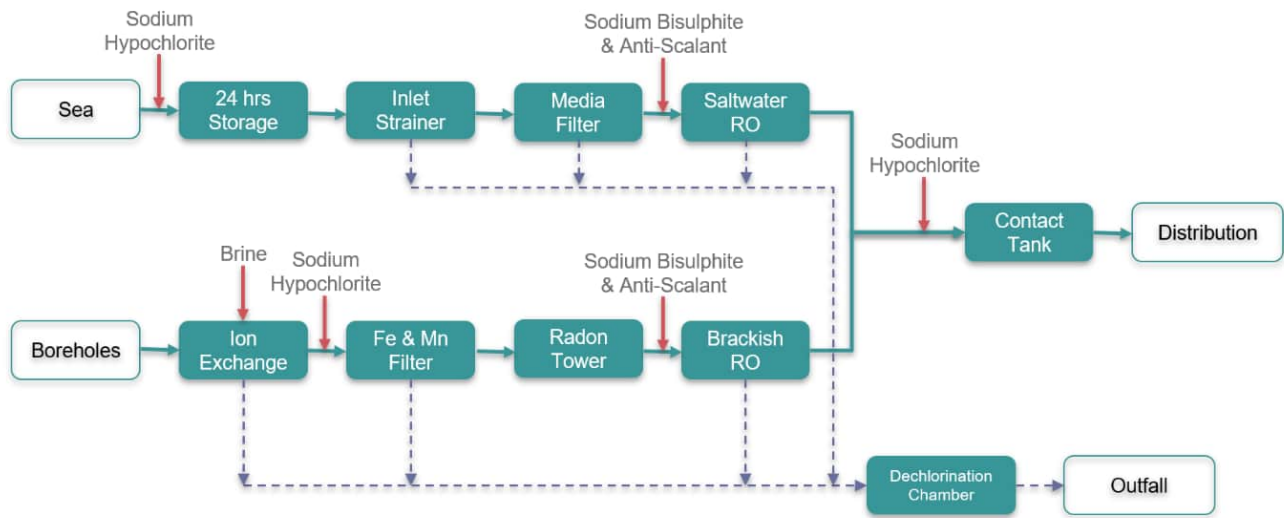 Sodium
Hypochlorite
Sodium Bisulphite
& Anti-Scalant
Sea
24 hrs
Storage
Inlet
Strainer
Media
Filter
Saltwater
RO
Sodium
Hypochlorite
Contact
Tank
Distribution
Brine
Sodium
Hypochlorite
Sodium Bisulphite
& Anti-Scalant
Boreholes
Ion
Exchange
Fe & Mn
Filter
Radon
Tower
Brackish
RO
Dechlorination
Chamber
Outfall